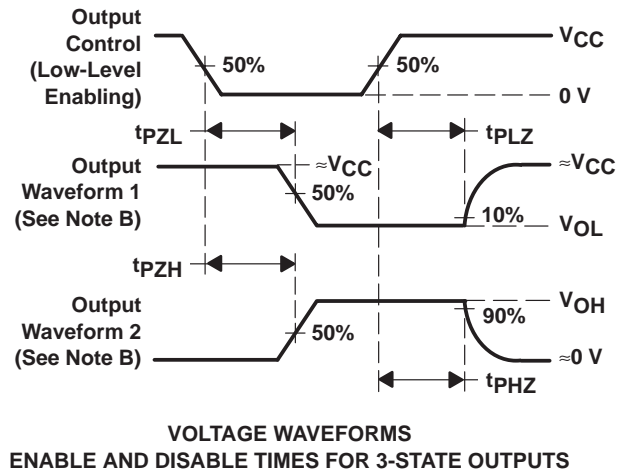 Output
Control
(Low-Level
Enabling)
50%
50%
VCC
0 V
tPZL
tPLZ
Output
Waveform 1
(See Note B)
≈VCC
50%
≈VCC
10%
VOL
tPZH
Output
Waveform 2
(See Note B)
50%
VOH
90%
≈0 V
tPHZ
VOLTAGE WAVEFORMS
ENABLE AND DISABLE TIMES FOR 3-STATE OUTPUTS